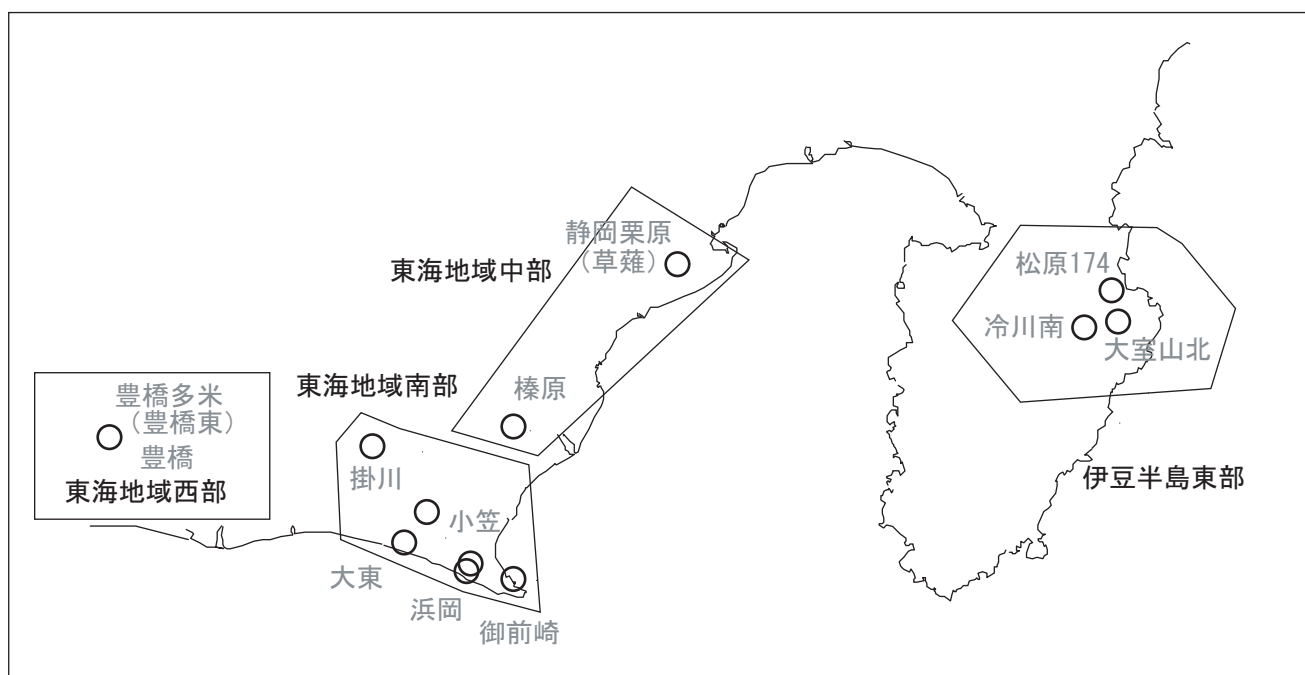 静岡栗原
（草薙）
東海地域中部
松原174
冷川南
大室山北
東海地域南部
榛原
豊橋多米
（豊橋東）
豊橋
東海地域西部
掛川
伊豆半島東部
小笠
大東
浜岡
御前崎